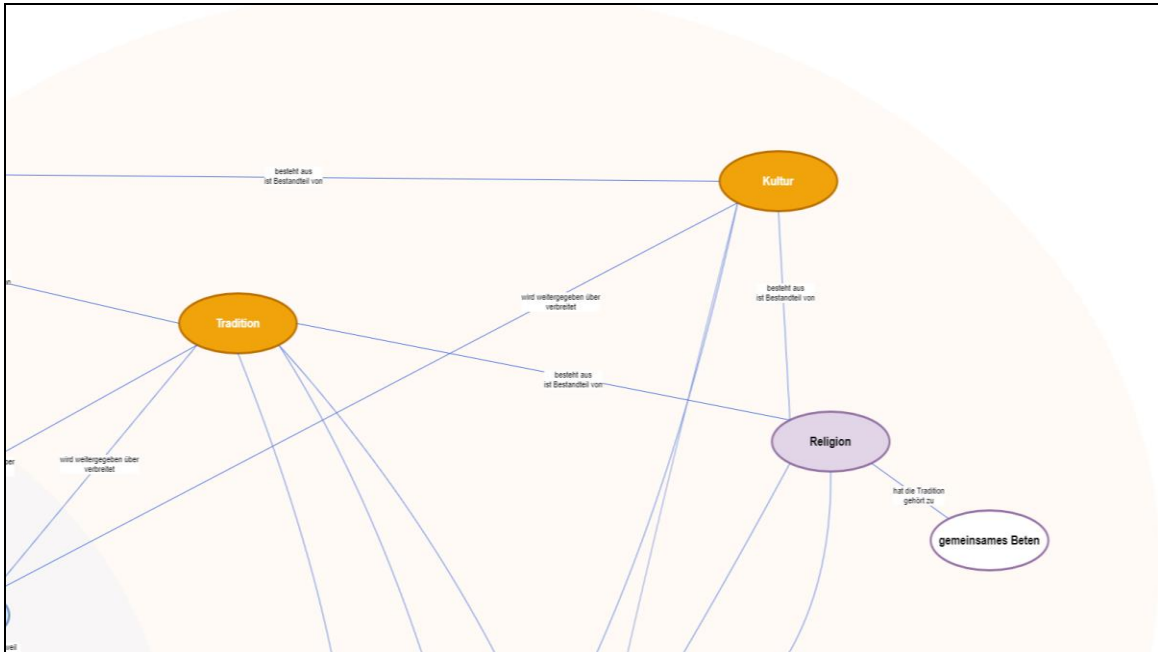 besteht aus
ist Bestandteil von
Kultur
wird weitergegeben über
verbreitet
besteht aus
ist Bestandteil von
Tradition
besteht aus
ist Bestandteil von
Religion
wird weitergegeben über
verbreitet
hat die Tradition
gehört zu
gemeinsames Beten